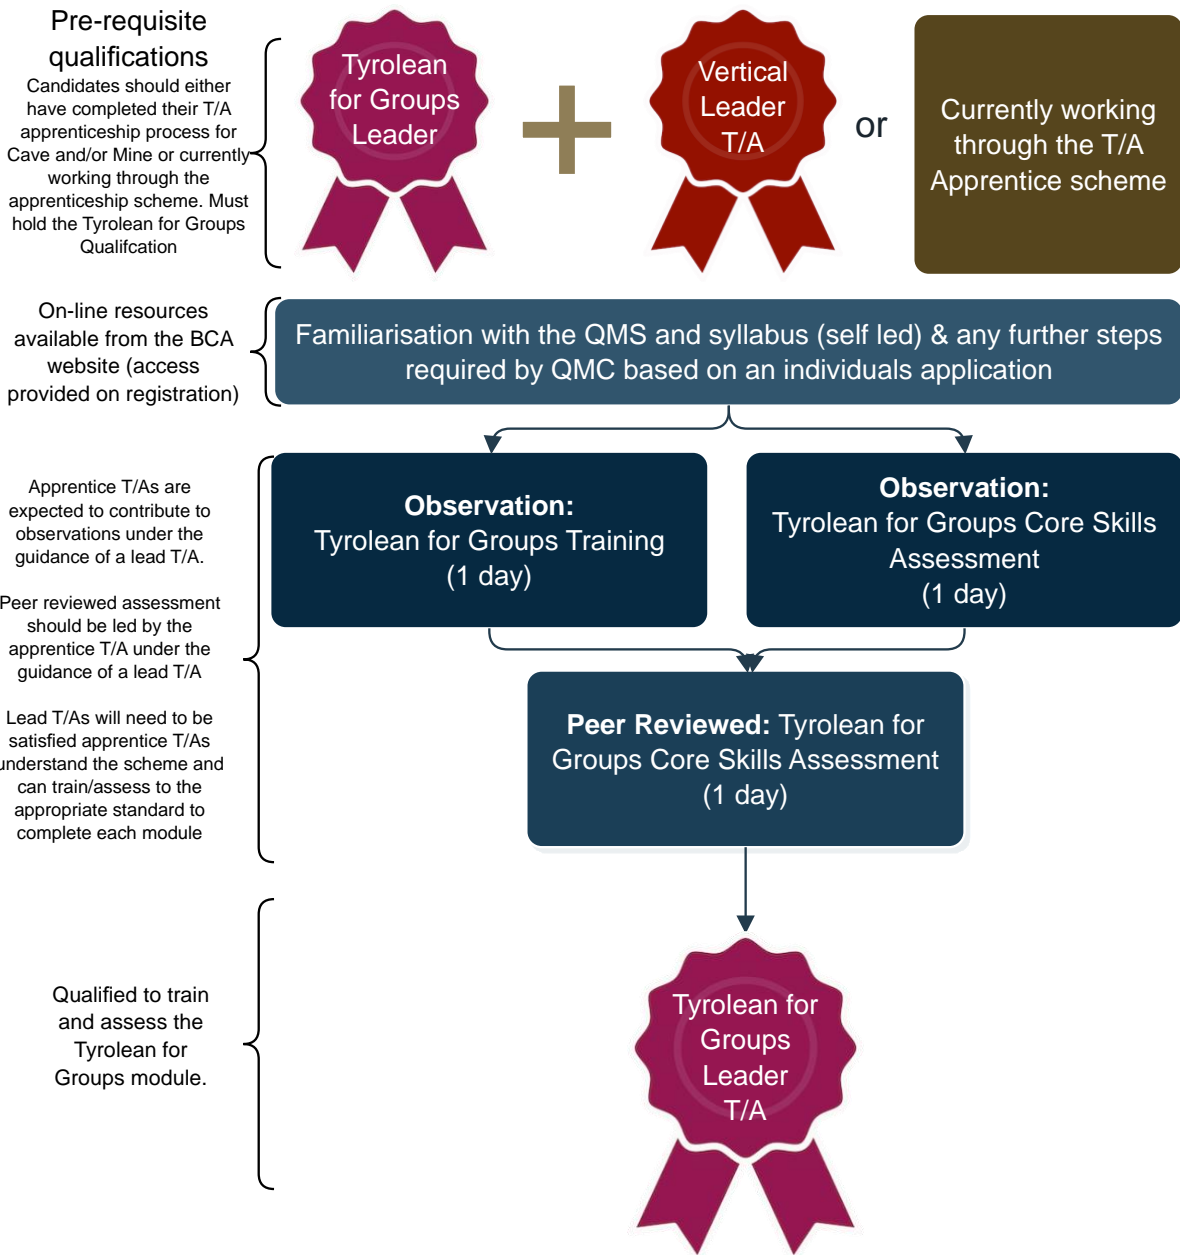 Pre-requisite
qualifications
Candidates should either
have completed their T/A
apprenticeship process for
Cave and/or Mine or currently
working through the
apprenticeship scheme. Must
hold the Tyrolean for Groups
Qualifcation
Tyrolean
for Groups
Leader
Vertical
Leader
T/A
or
Currently working
through the T/A
Apprentice scheme
On-line resources
available from the BCA
website (access
provided on registration)
Familiarisation with the QMS and syllabus (self led) & any further steps
required by QMC based on an individuals application
Apprentice T/As are
expected to contribute to
observations under the
guidance of a lead T/A.
Peer reviewed assessment
should be led by the
apprentice T/A under the
guidance of a lead T/A
Lead T/As will need to be
satisfied apprentice T/As
understand the scheme and
can train/assess to the
appropriate standard to
complete each module
Observation:
Tyrolean for Groups Training
(1 day)
Observation:
Tyrolean for Groups Core Skills
Assessment
(1 day)
Peer Reviewed: Tyrolean for
Groups Core Skills Assessment
(1 day)
Qualified to train
and assess the
Tyrolean for
Groups module.
Tyrolean for
Groups
Leader
T/A